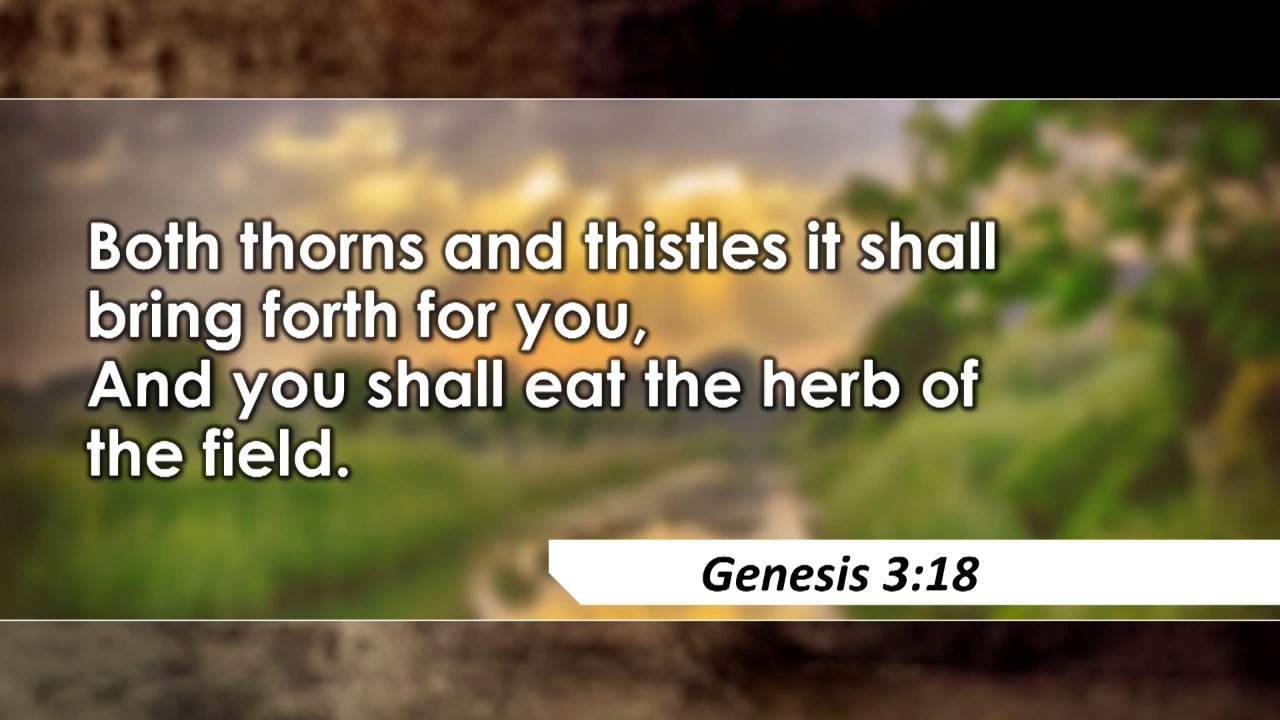 Both thorns and thistles it shall
bring forth for you,
And you shall eat the herb of
the field.
Genesis 3:18